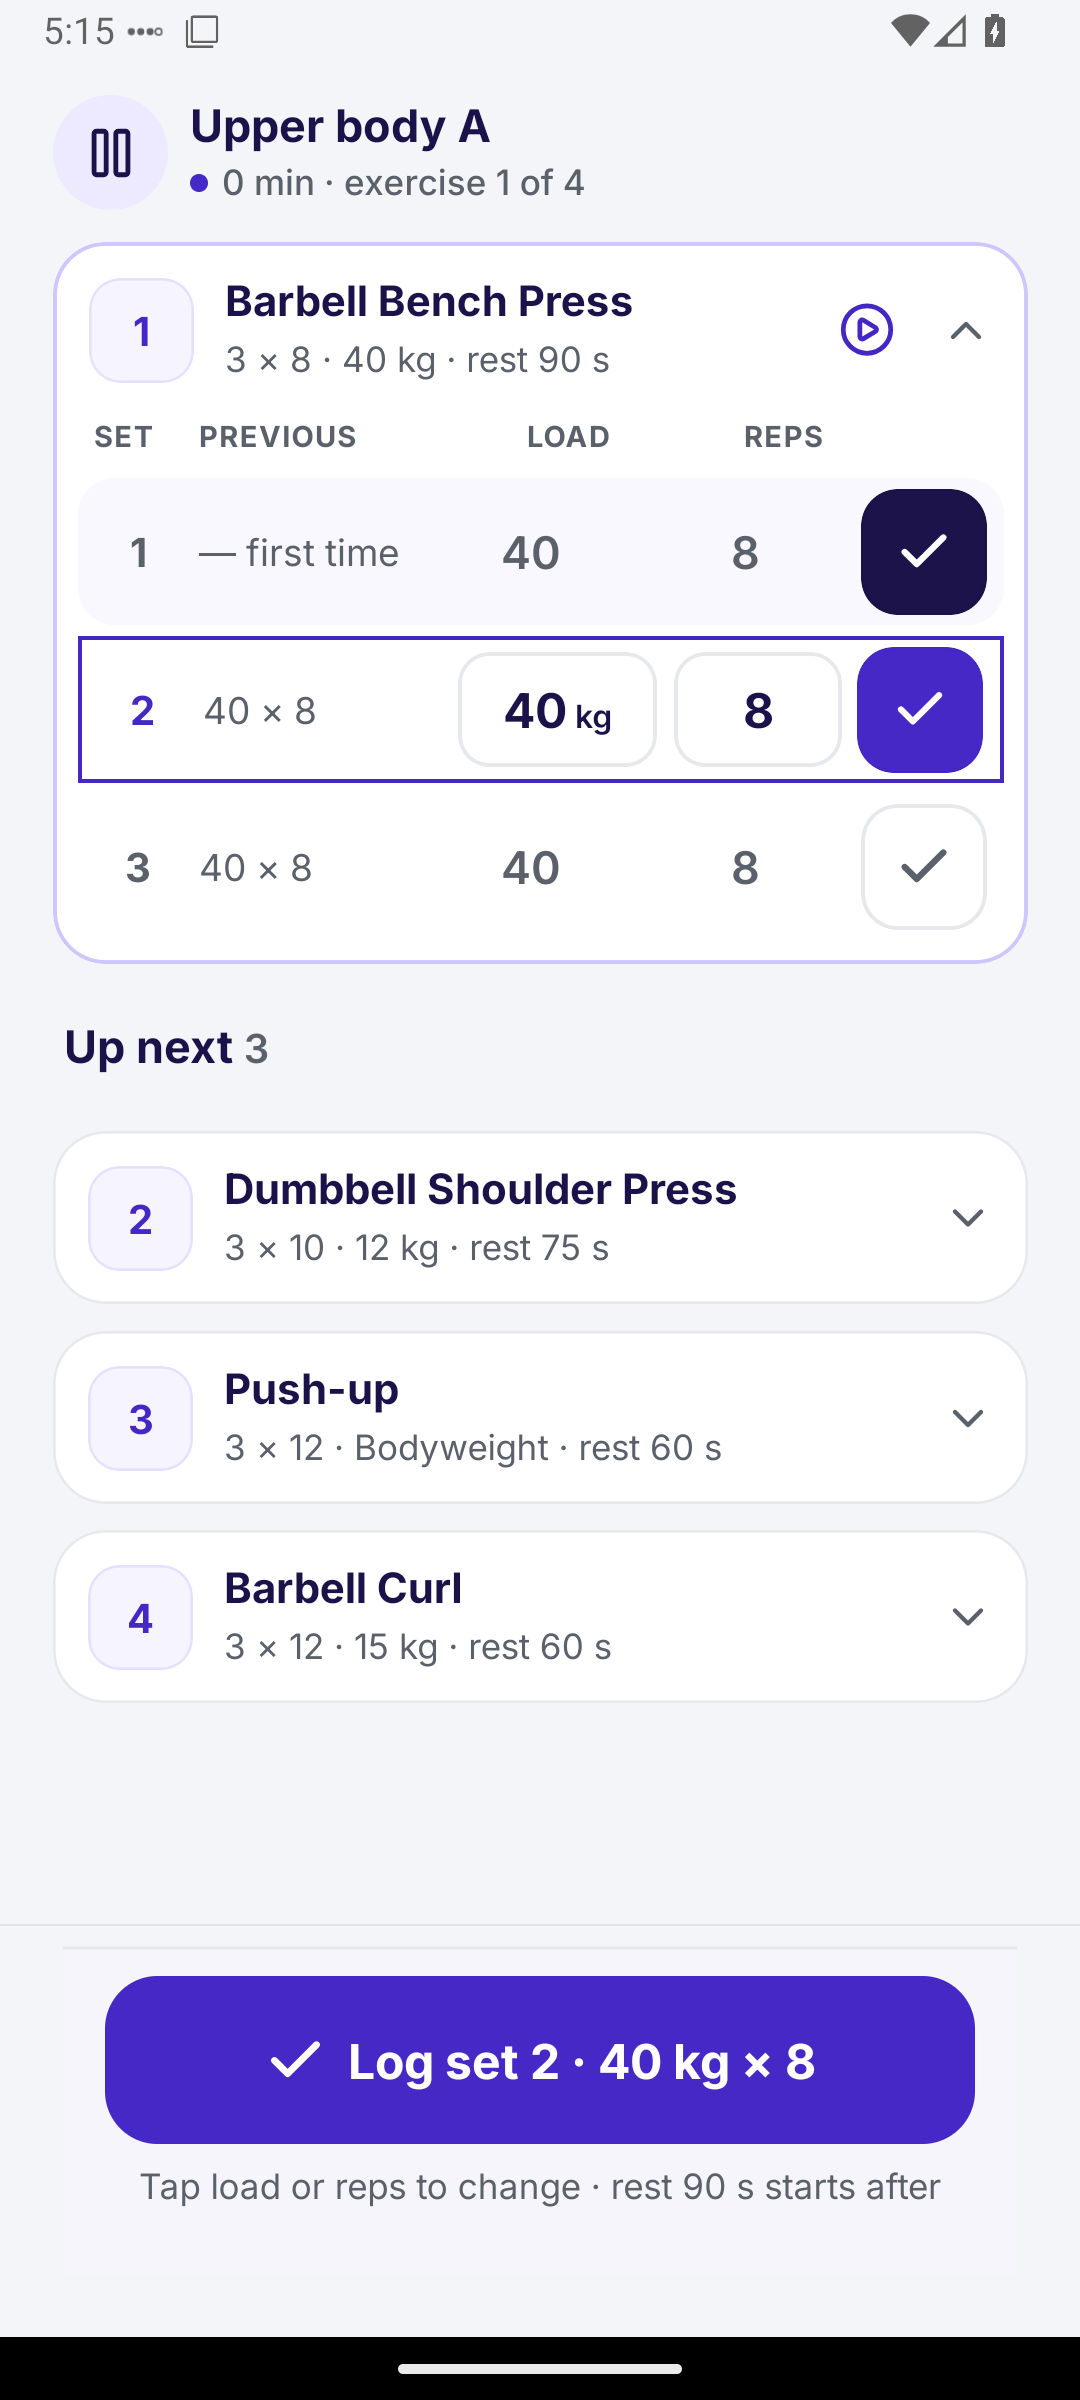 5:15
Upper body A
0 min · exercise 1 of 4
1
Barbell Bench Press
3 × 8 · 40 kg · rest 90 s
SET PREVIOUS LOAD REPS
1 — first time 40 8
2 40 × 8 40 kg 8
3 40 × 8 40 8
Up next 3
2
Dumbbell Shoulder Press
3 × 10 · 12 kg · rest 75 s
3
Push-up
3 × 12 · Bodyweight · rest 60 s
4
Barbell Curl
3 × 12 · 15 kg · rest 60 s
Log set 2 · 40 kg × 8
Tap load or reps to change · rest 90 s starts after